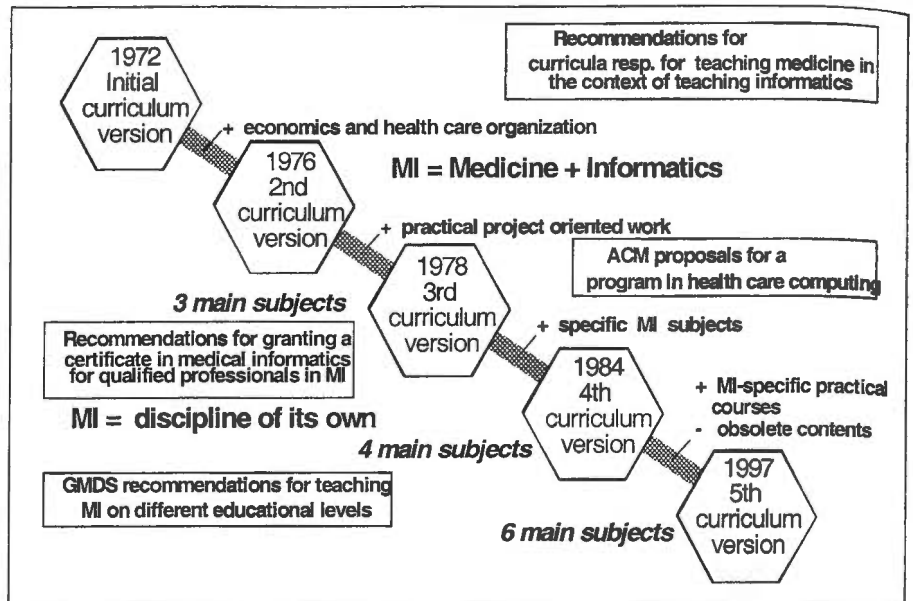 1972
Initial
curriculum
version
Recommendations for
curricula resp. for teaching medicine in
the context of teaching informatics
+ economics and health care organization
1976
2nd
curriculum
version
MI = Medicine + Informatics
+ practical project oriented work
1978
3rd
curriculum
version
ACM proposals for a
program in health care computing
3 main subjects
Recommendations for granting a
certificate in medical informatics
for qualified professionals in MI
+ specific MI subjects
1984
4th
curriculum
version
MI = discipline of its own
+ MI-specific practical
courses
- obsolete contents
4 main subjects
GMDS recommendations for teaching
MI on different educational levels
1997
5th
curriculum
version
6 main subjects